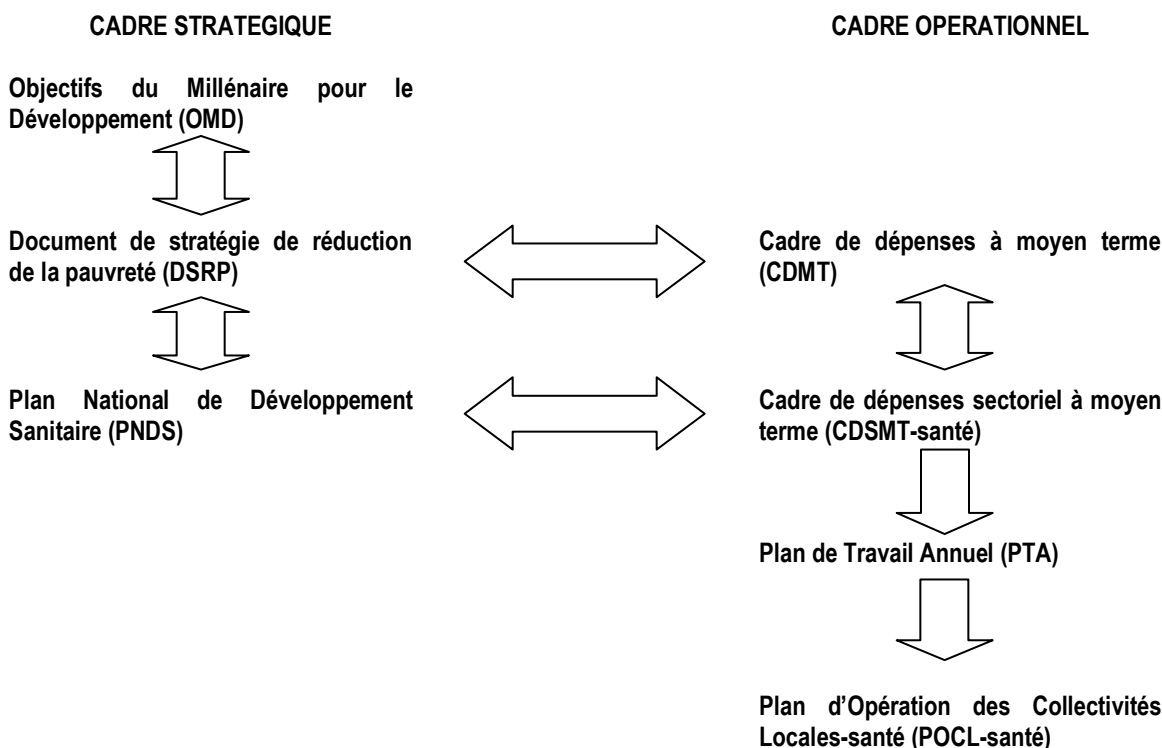 CADRE STRATEGIQUE
CADRE OPERATIONNEL
Objectifs du Millénaire pour le
Développement (OMD)
Document de stratégie de réduction
de la pauvreté (DSRP)
Cadre de dépenses à moyen terme
(CDMT)
Plan National de Développement
Sanitaire (PNDS)
Cadre de dépenses sectoriel à moyen
terme (CDSMT-santé)
Plan de Travail Annuel (PTA)
Plan d'Opération des Collectivités
Locales-santé (POCL-santé)